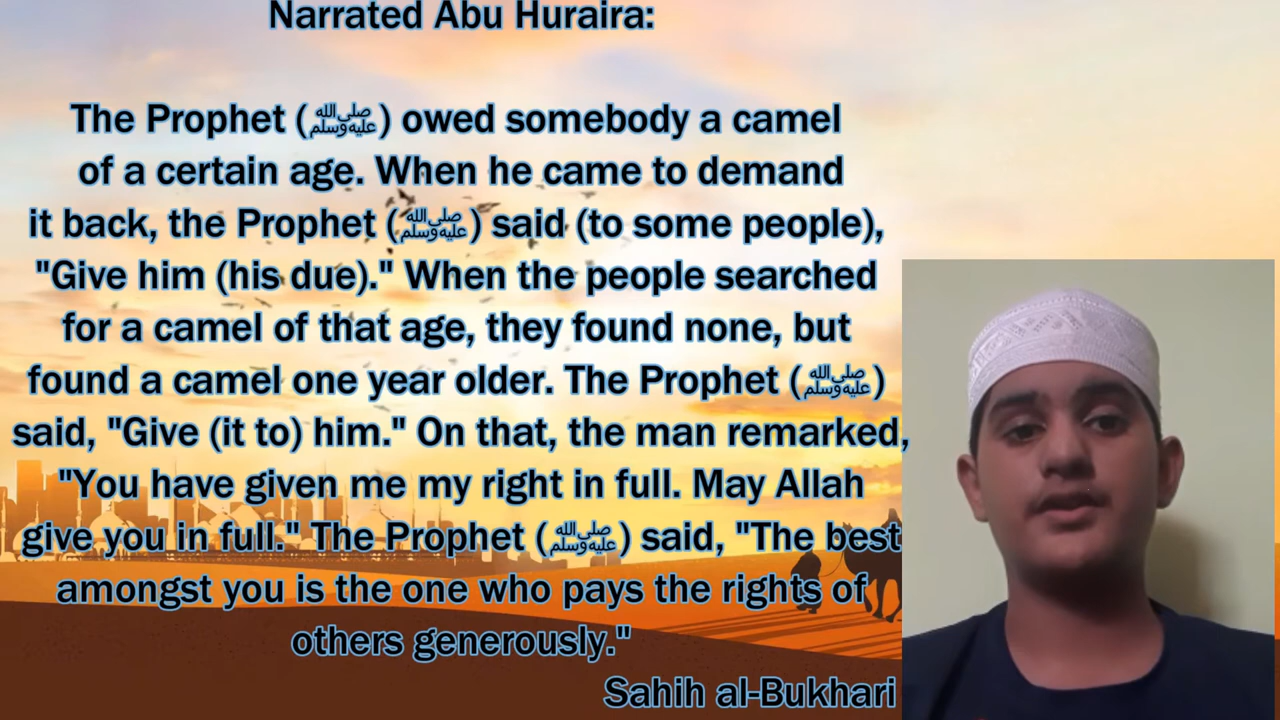 Narrated Abu Huraira:
The Prophet (ﷺ) owed somebody a camel
of a certain age. When he came to demand
it back, the Prophet (ﷺ) said (to some people),
"Give him (his due)." When the people searched
for a camel of that age, they found none, but
found a camel one year older. The Prophet (ﷺ)
said, "Give (it to) him." On that, the man remarked,
"You have given me my right in full. May Allah
give you in full." The Prophet (ﷺ) said, "The best
amongst you is the one who pays the rights of
others generously."
Sahih al-Bukhari